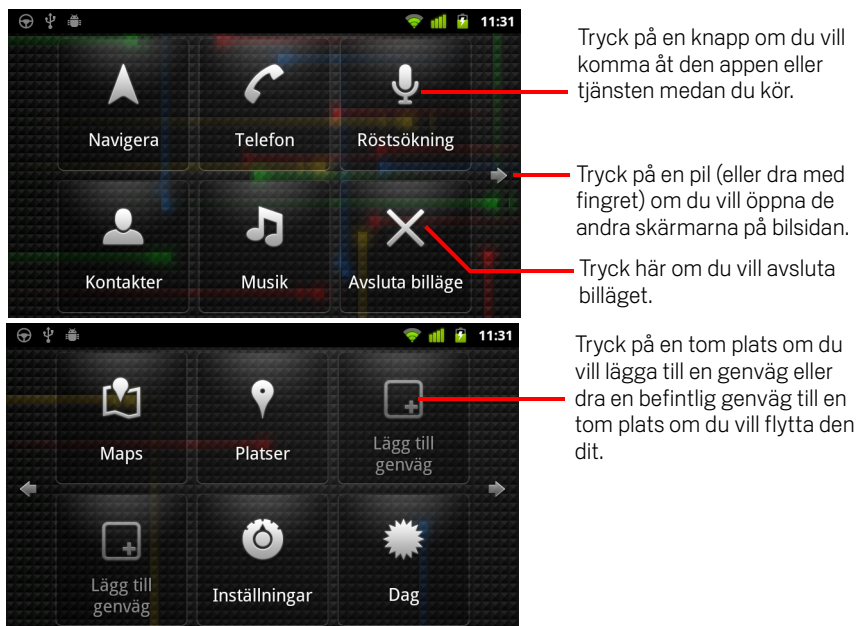 11:31
Navigera
Telefon
Röstsökning
Kontakter
Musik
Avsluta billäge
Tryck på en knapp om du vill
komma åt den appen eller
tjänsten medan du kör.
Tryck på en pil (eller dra med
fingret) om du vill öppna de
andra skärmarna på bilsidan.
Tryck här om du vill avsluta
billäget.
11:31
Maps
Platser
Lägg till
genväg
Lägg till
genväg
Inställningar
Dag
Tryck på en tom plats om du
vill lägga till en genväg eller
dra en befintlig genväg till en
tom plats om du vill flytta den
dit.